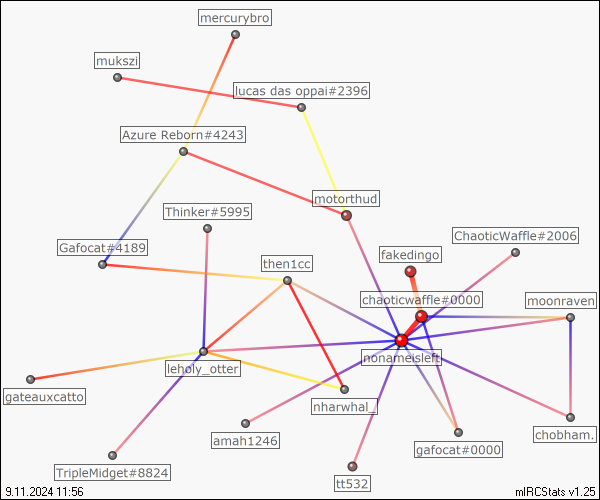 mercurybro
mukszi
lucas das oppai#2396
Azure Reborn#4243
motorthud
Thinker#5995
ChaoticWaffle#2006
Gafocat#4189
fakedingo
then1cc
chaoticwaffle#0000
moonraven
nonameisleft
leholy_otter
gateauxcatto
nharwhal_
amah1246
gafocat#0000
chobham.
TripleMidget#8824
tt532
9.11.2024 11:56
mIRCStats v1.25